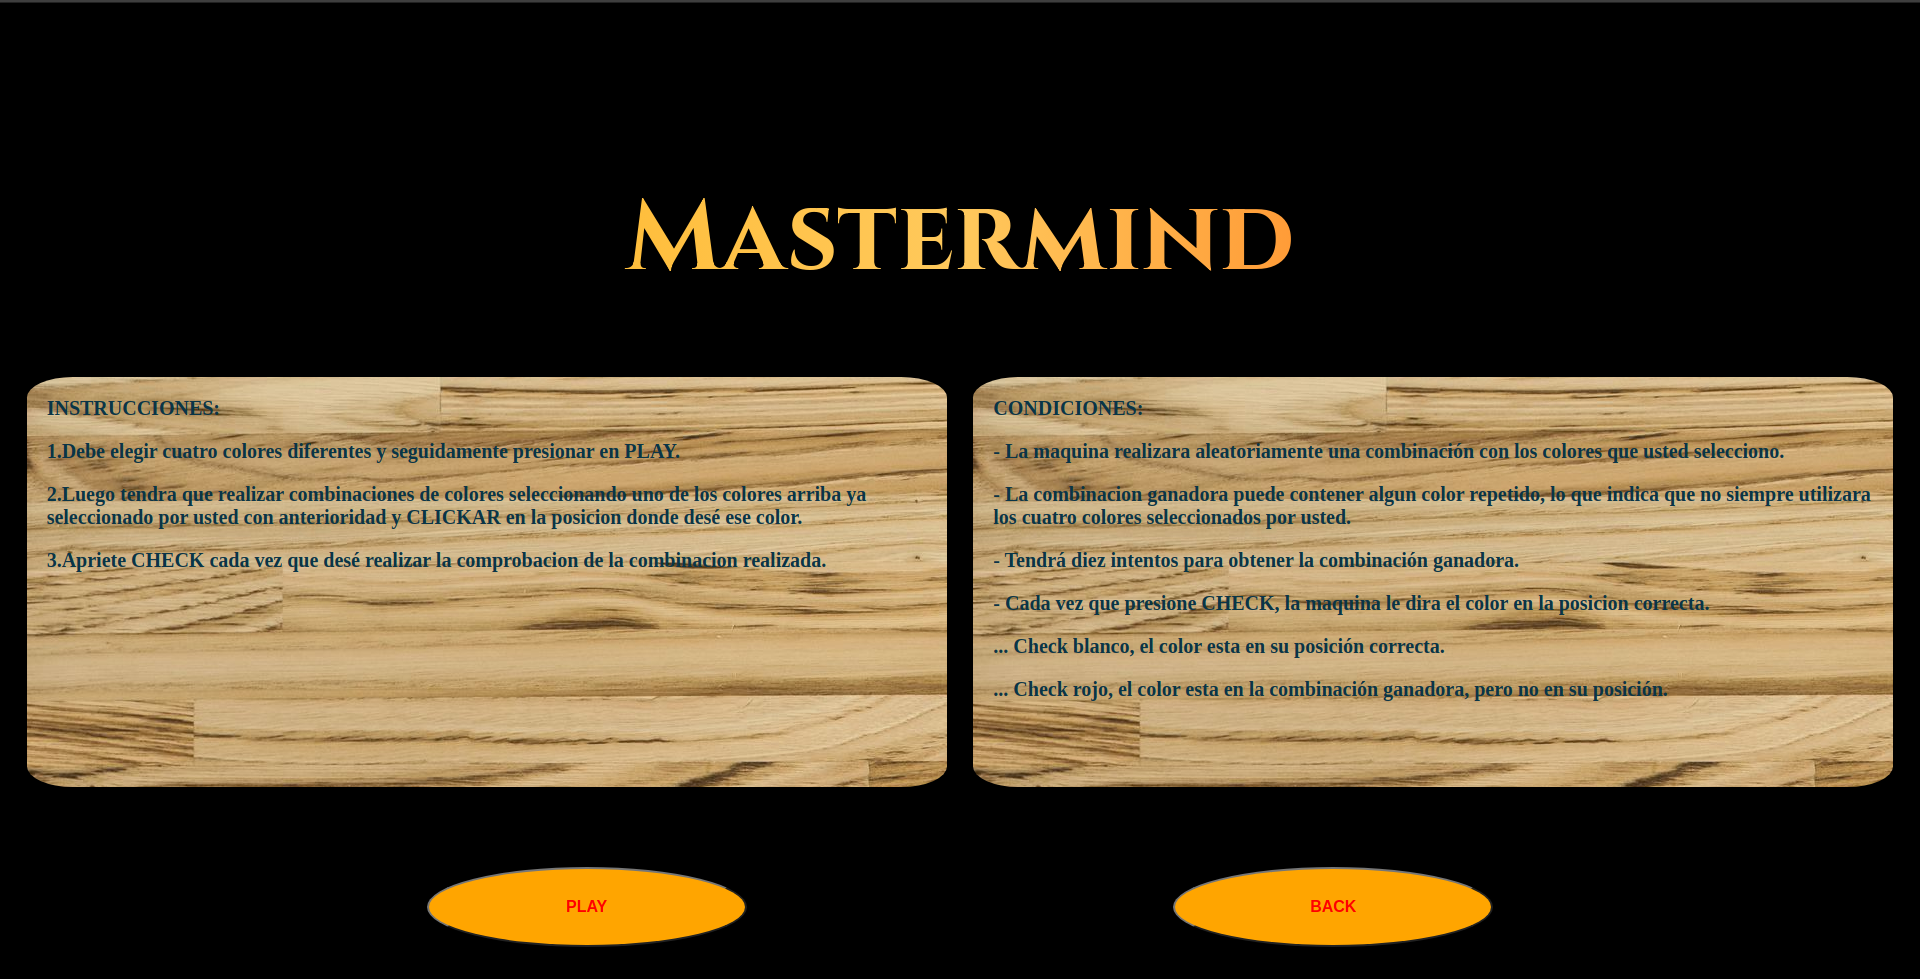 Mastermind
INSTRUCCIONES:
1.Debe elegir cuatro colores diferentes y seguidamente presionar en PLAY.
2.Luego tendra que realizar combinaciones de colores seleccionando uno de los colores arriba ya
seleccionado por usted con anterioridad y CLICKAR en la posicion donde desé ese color.
3.Apriete CHECK cada vez que desé realizar la comprobacion de la combinacion realizada.
CONDICIONES:
- La maquina realizara aleatoriamente una combinación con los colores que usted selecciono.
- La combinacion ganadora puede contener algun color repetido, lo que indica que no siempre utilizara
los cuatro colores seleccionados por usted.
- Tendrá diez intentos para obtener la combinación ganadora.
- Cada vez que presione CHECK, la maquina le dira el color en la posicion correcta.
... Check blanco, el color esta en su posición correcta.
... Check rojo, el color esta en la combinación ganadora, pero no en su posición.
PLAY
BACK